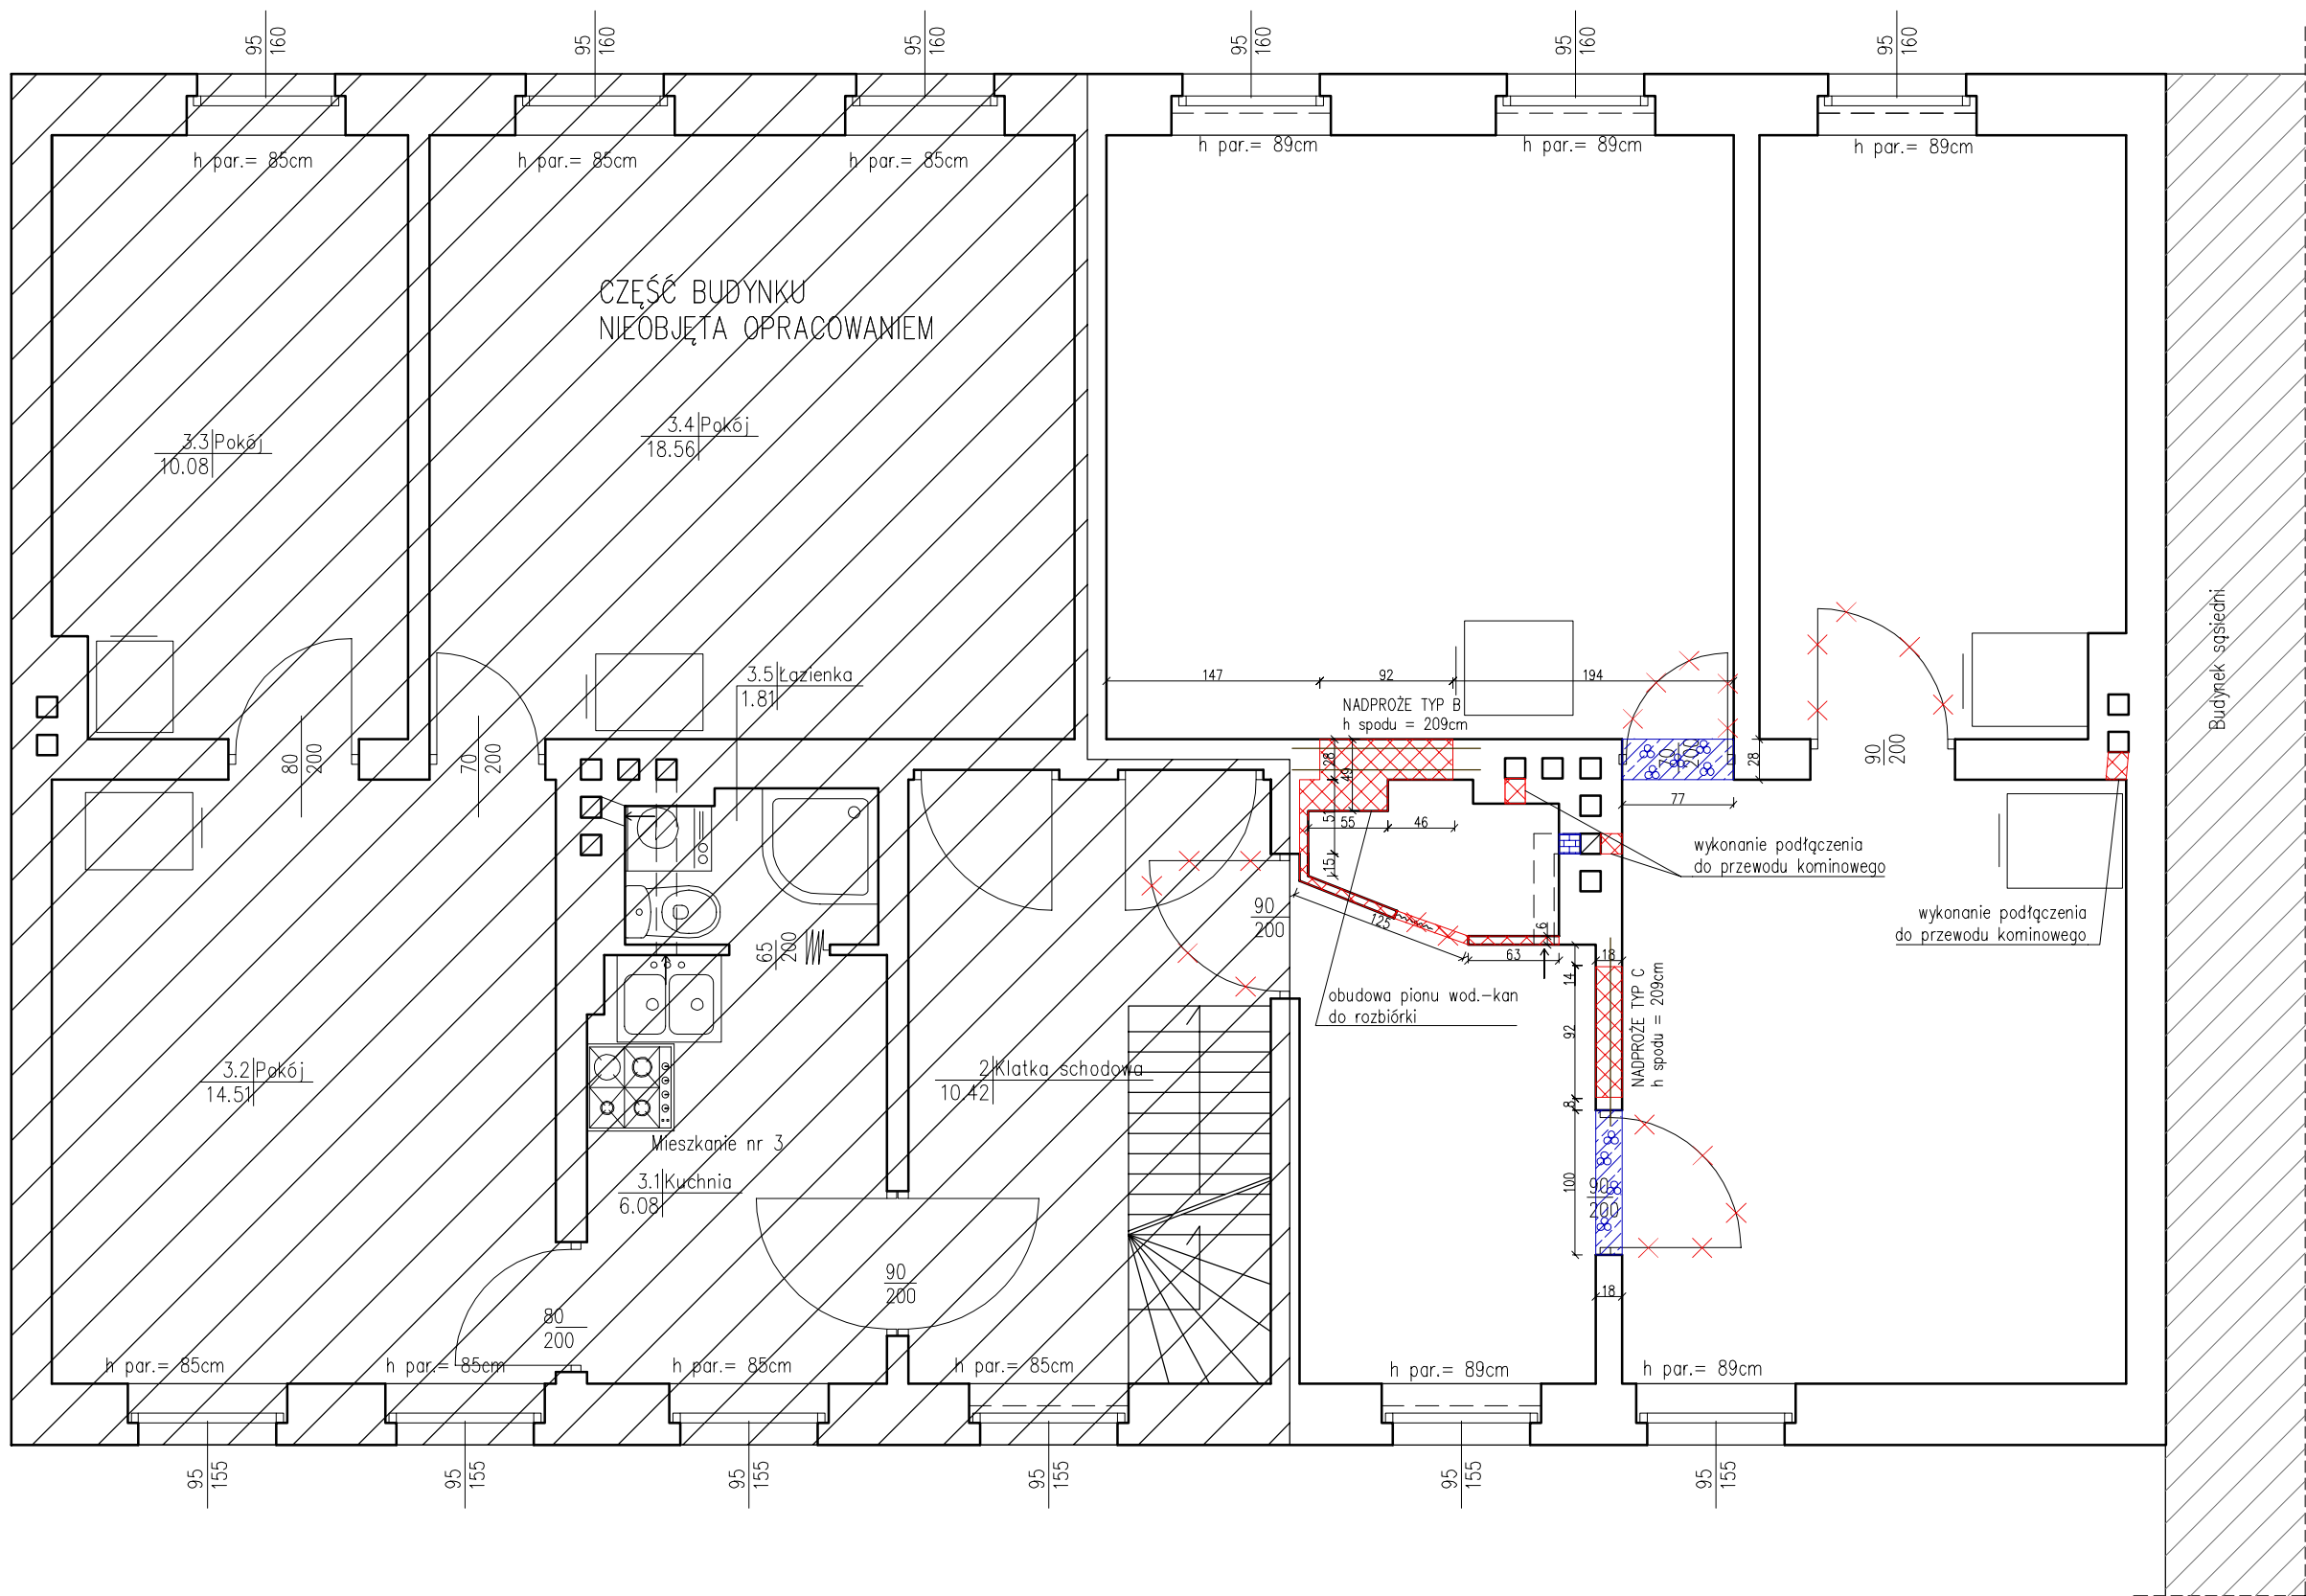 95
160
95
160
95
160
95
160
95
160
95
160
h par.= 85cm
h par.= 85cm
h par.= 85cm
h par.= 89cm
h par.= 89cm
h par.= 89cm
CZĘŚĆ BUDYNKU
NIEOBJĘTA OPRACOWANIEM
3.3 Pokój
10.08
3.4 Pokój
18.56
3.5 Łazienka
1.81
Budynek sąsiedni
147
92
194
NADPROŻE TYP B
h spodu = 209cm
80
200
70
200
70
200
90
200
28
49
28
77
55
46
51
15
wykonanie podłączenia
do przewodu kominowego
wykonanie podłączenia
do przewodu kominowego
90
200
125
6
63
18
65
200
obudowa pionu wod.-kan
do rozbiórki
14
92
8
100
NADPROŻE TYP C
h spodu = 209cm
3.2 Pokój
14.51
2 Klatka schodowa
10.42
Mieszkanie nr 3
3.1 Kuchnia
6.08
90
200
90
200
80
200
18
h par.= 85cm
h par.= 85cm
h par.= 85cm
h par.= 85cm
h par.= 89cm
h par.= 89cm
95
155
95
155
95
155
95
155
95
155
95
155